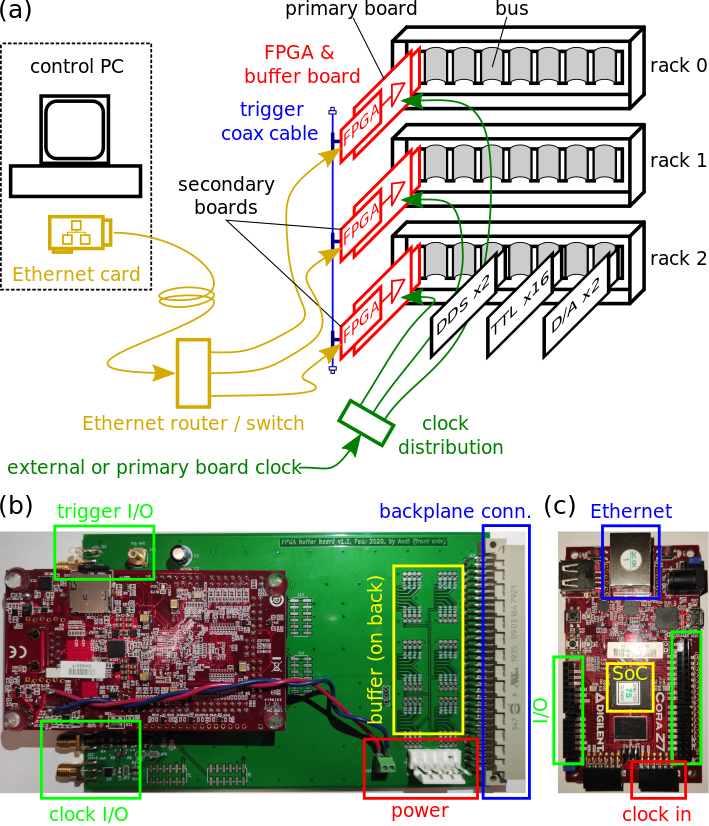 (a)
primary board
bus
control PC
FPGA &
buffer board
rack 0
trigger
coax cable
FPGA
rack 1
secondary
boards
FPGA
rack 2
Ethernet card
DDS x2
TTL x16
D/A x2
FPGA
Ethernet router / switch
clock
distribution
external or primary board clock
(b)
trigger I/O
backplane conn.
(c)
Ethernet
FPGA buffer board v1.2, Feb. 2020, by Andi (front side)
buffer (on back)
CE
SoC
I/O
DIGILENT
CORA Z7
clock I/O
power
clock in